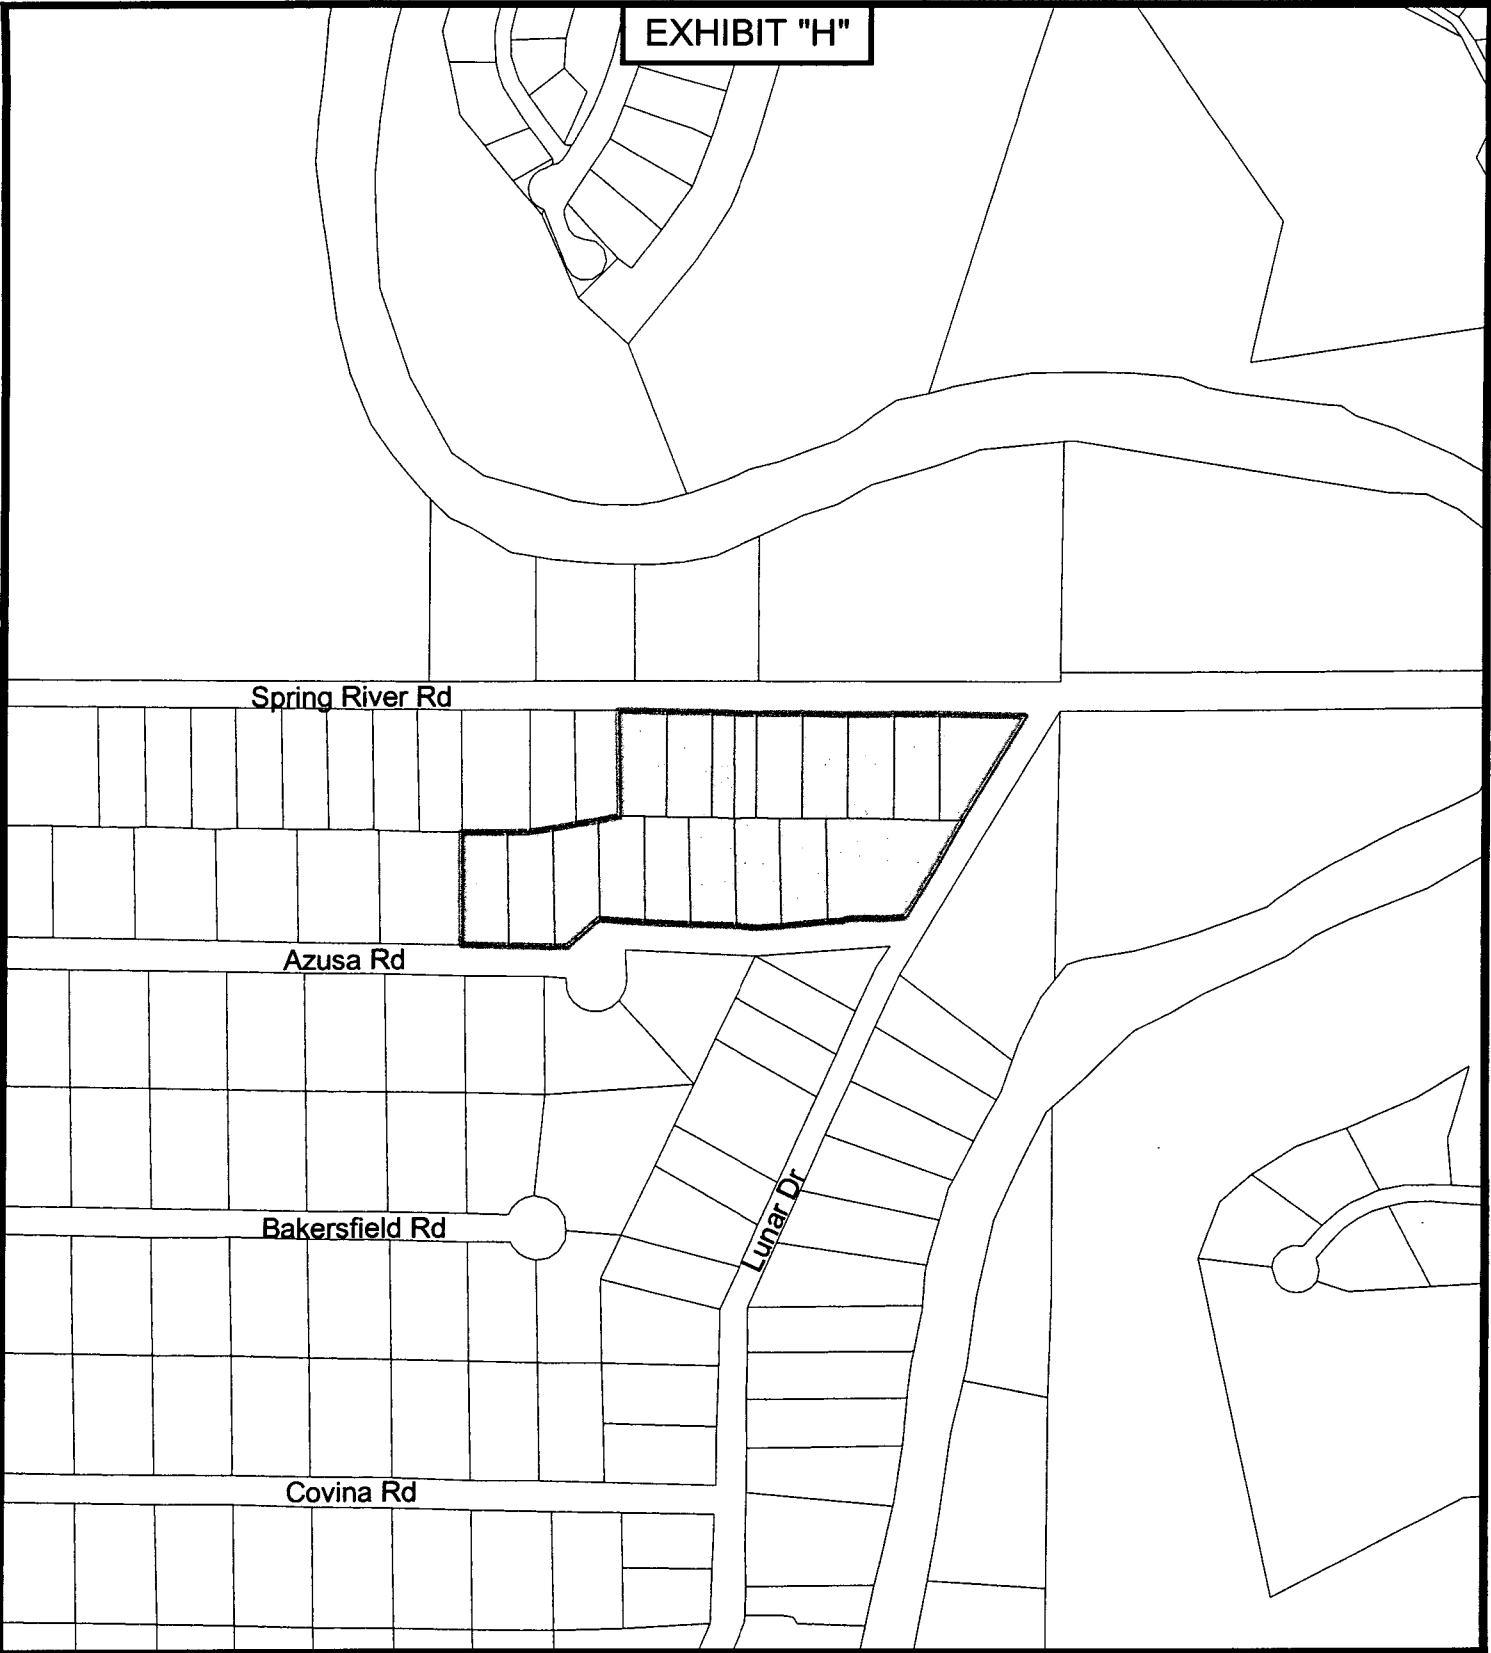 EXHIBIT "H"
Spring River Rd
Azusa Rd
Lunar Dr
Bakersfield Rd
Covina Rd